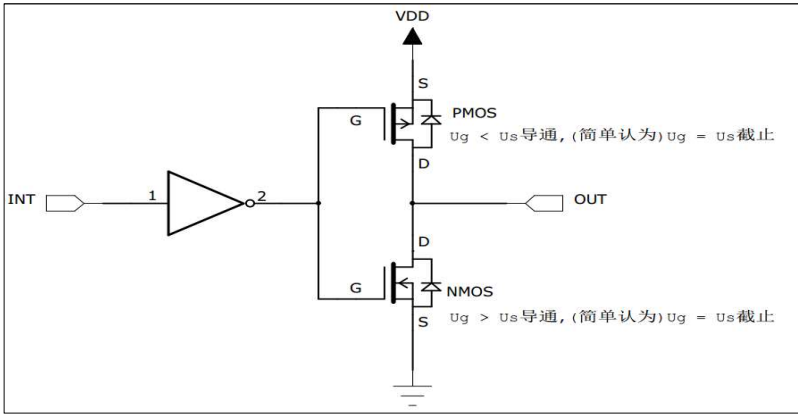 VDD
S
G
PMOS
Ug < Us导通,(简单认为)Ug = Us截止
D
INT
1
2
OUT
D
G
NMOS
S
Ug > Us导通,(简单认为)Ug = Us截止